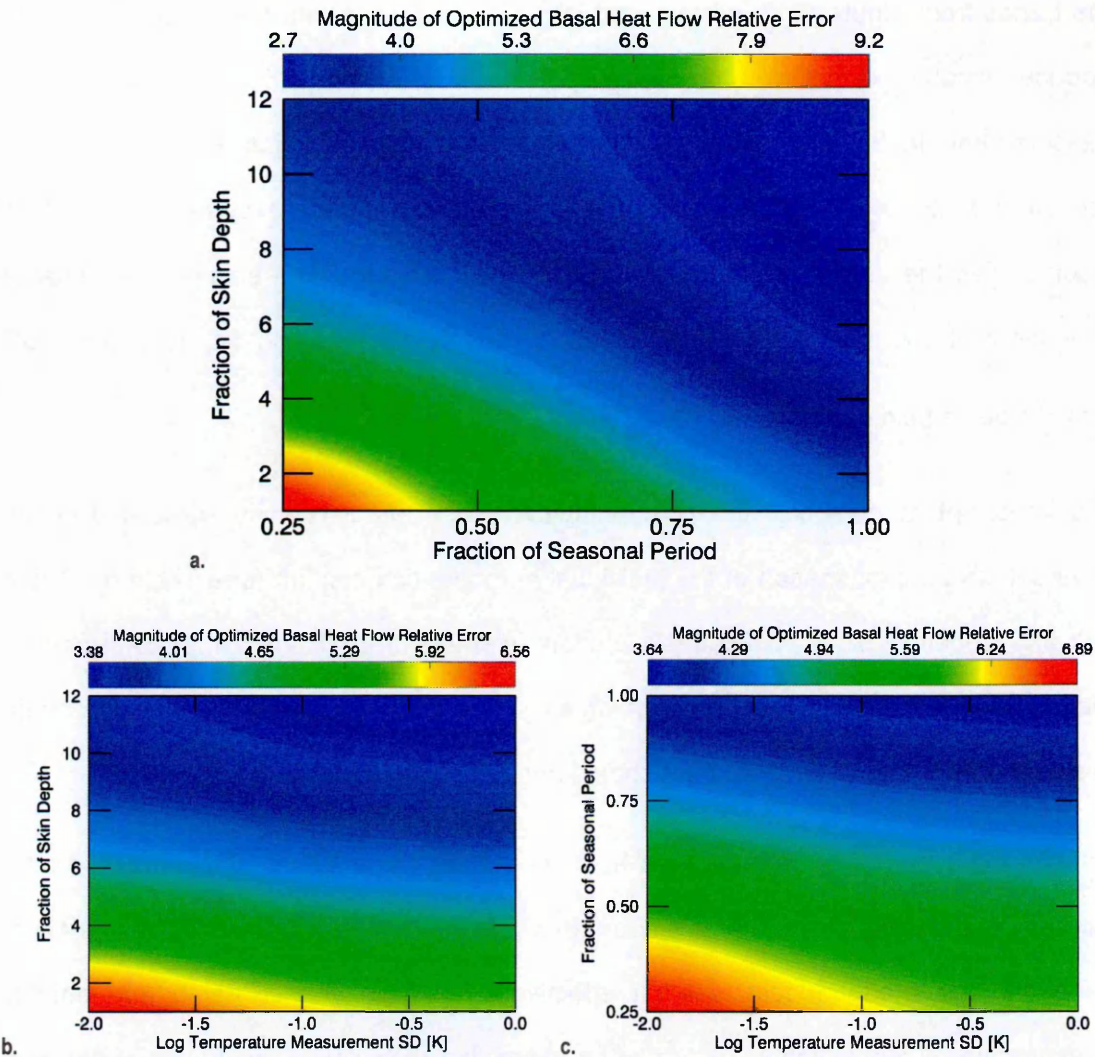 Magnitude of Optimized Basal Heat Flow Relative Error
2.7 4.0 5.3 6.6 7.9 9.2
12
10
8
6
4
2
Fraction of Skin Depth
0.25 0.50 0.75 1.00
Fraction of Seasonal Period
a.
Magnitude of Optimized Basal Heat Flow Relative Error
3.38 4.01 4.65 5.29 5.92 6.56
12
10
8
6
4
2
Fraction of Skin Depth
-2.0 -1.5 -1.0 -0.5 0.0
Log Temperature Measurement SD [K]
b.
Magnitude of Optimized Basal Heat Flow Relative Error
3.64 4.29 4.94 5.59 6.24 6.89
1.00
0.75
0.50
0.25
Fraction of Seasonal Period
-2.0 -1.5 -1.0 -0.5 0.0
Log Temperature Measurement SD [K]
c.